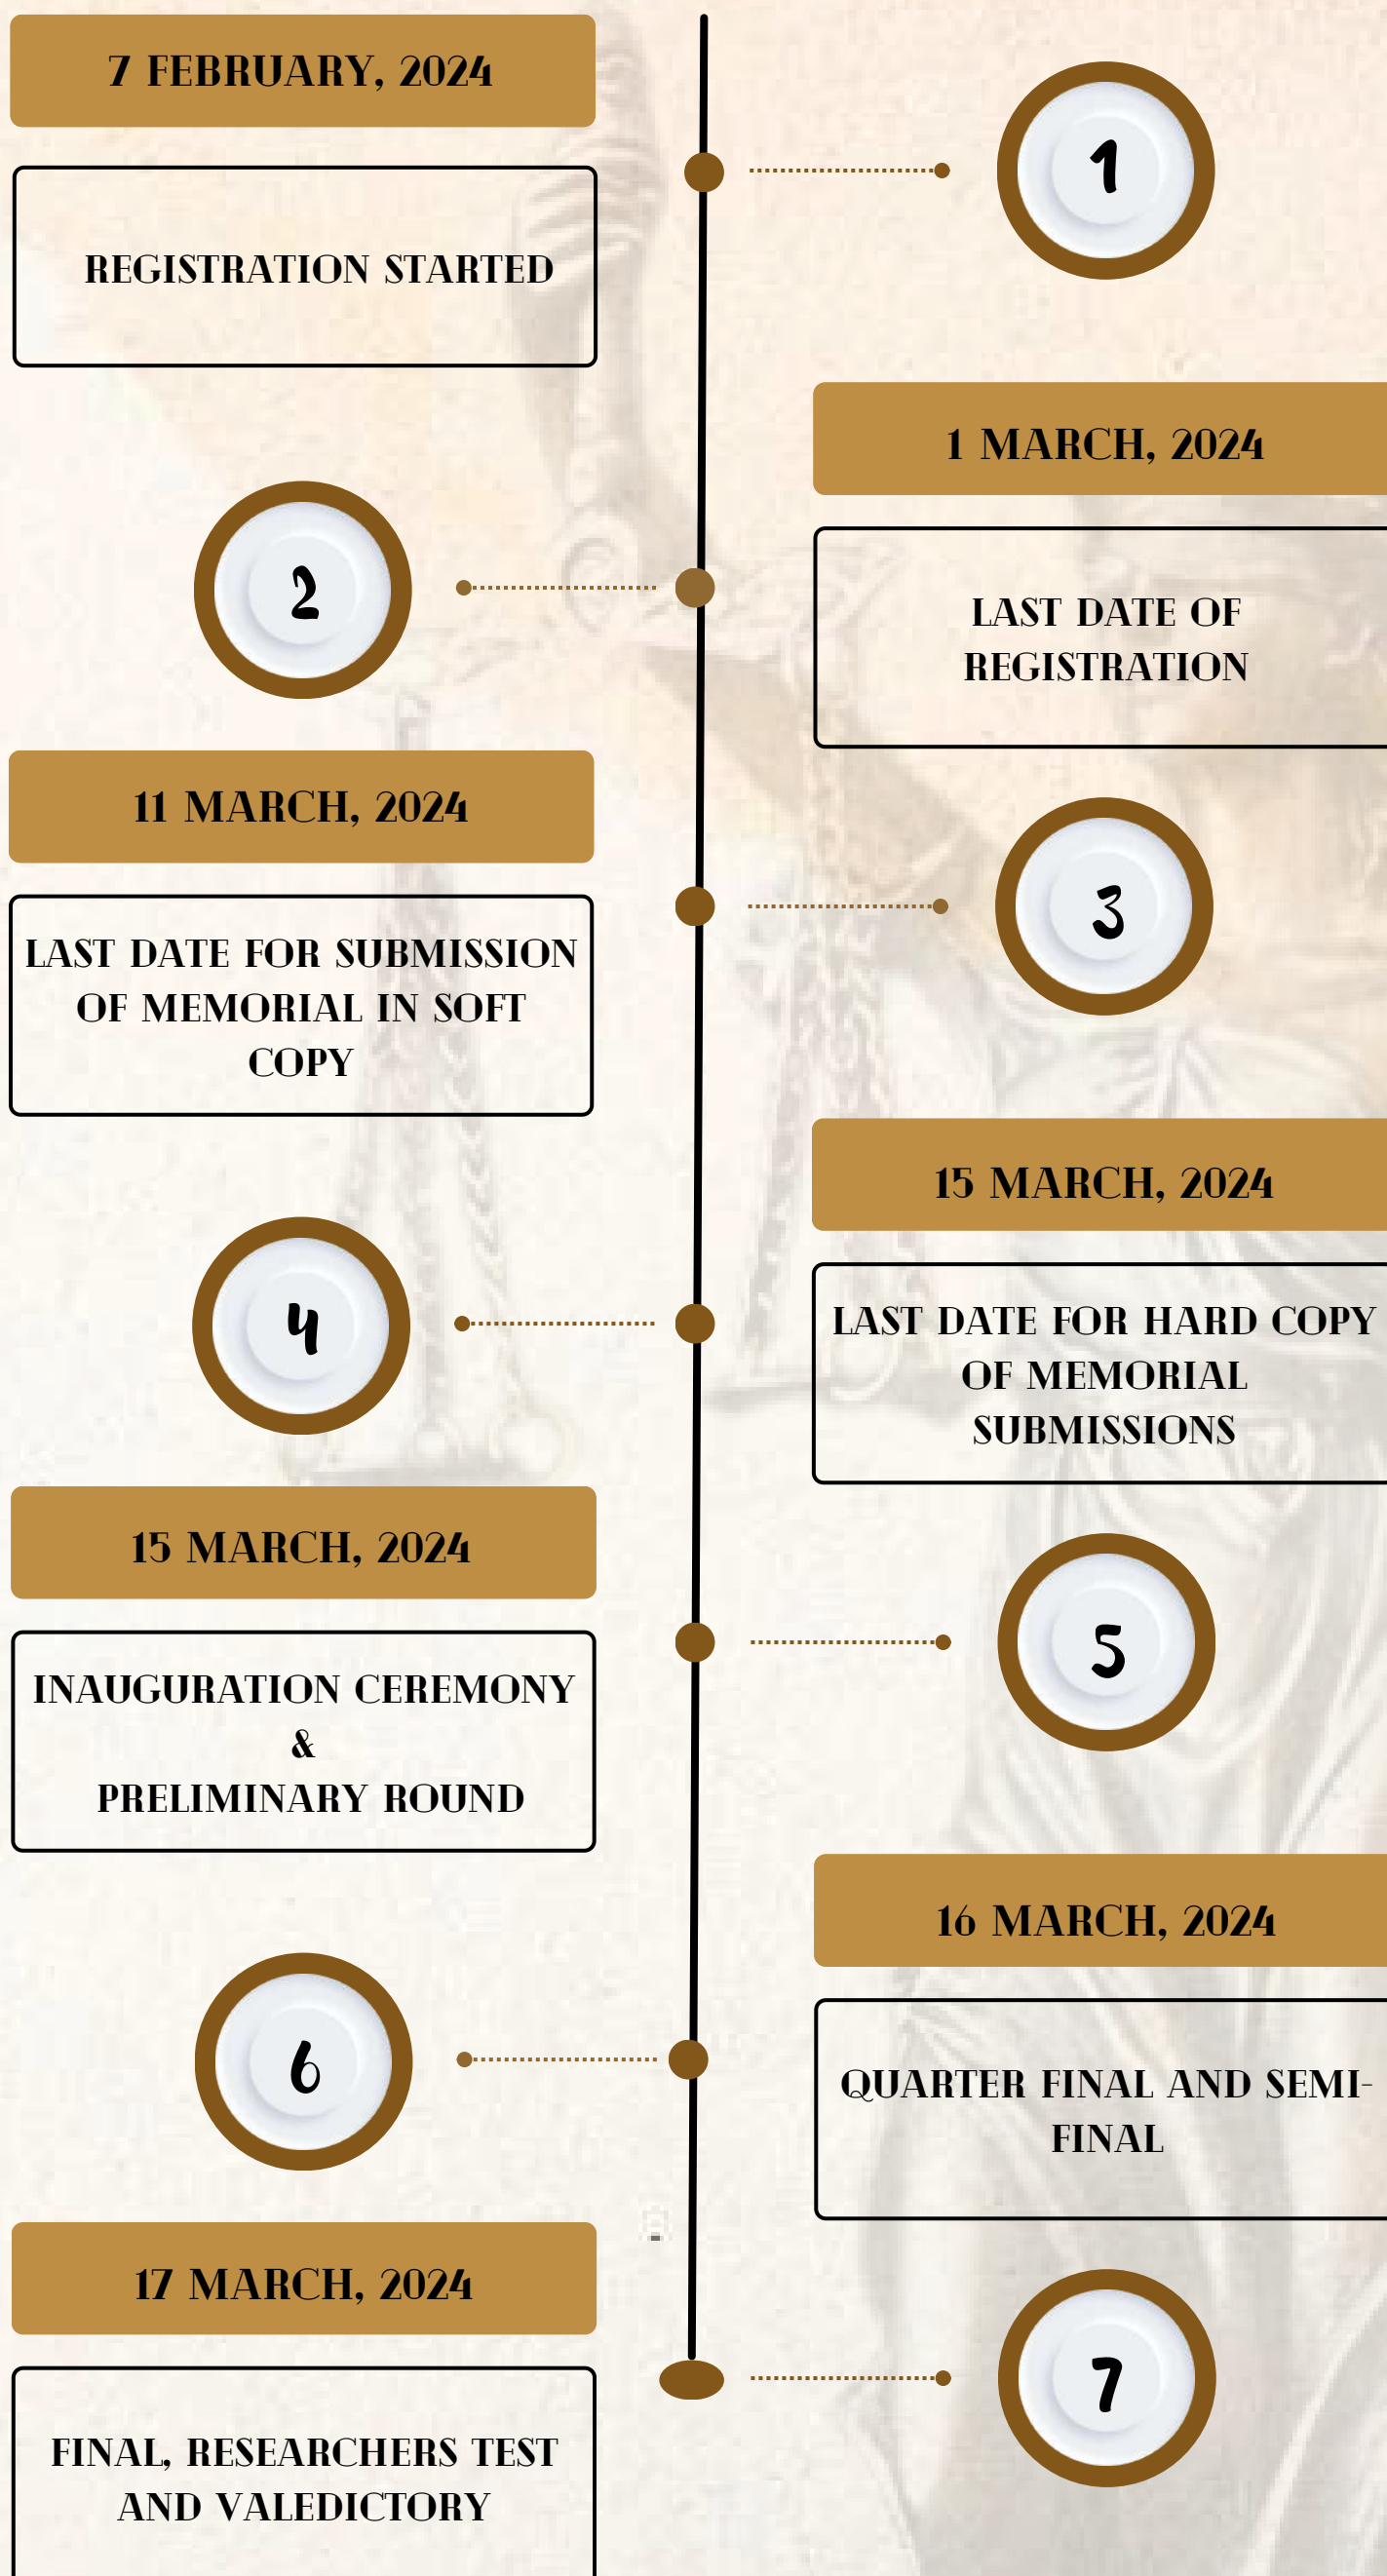 7 FEBRUARY, 2024
1
REGISTRATION STARTED
1 MARCH, 2024
2
LAST DATE OF
REGISTRATION
11 MARCH, 2024
3
LAST DATE FOR SUBMISSION
OF MEMORIAL IN SOFT
COPY
15 MARCH, 2024
4
LAST DATE FOR HARD COPY
OF MEMORIAL
SUBMISSIONS
15 MARCH, 2024
5
INAUGURATION CEREMONY
&
PRELIMINARY ROUND
16 MARCH, 2024
6
QUARTER FINAL AND SEMI-
FINAL
17 MARCH, 2024
7
FINAL, RESEARCHERS TEST
AND VALEDICTORY